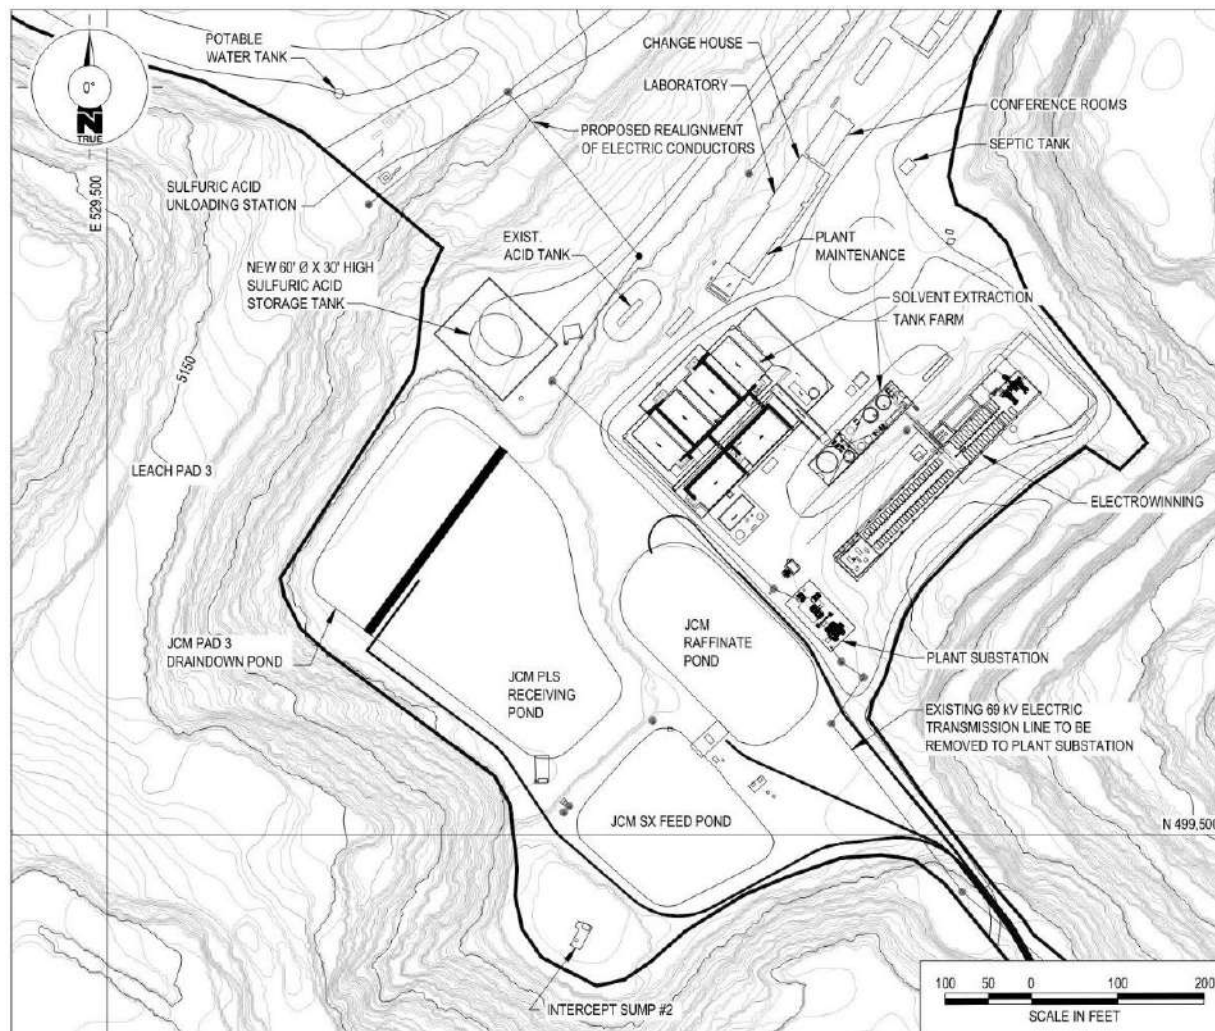 POTABLE
WATER TANK
CHANGE HOUSE
LABORATORY
CONFERENCE ROOMS
SEPTIC TANK
0°
N
TRUE
PROPOSED REALIGNMENT
OF ELECTRIC CONDUCTORS
E 529,500
SULFURIC ACID
UNLOADING STATION
EXIST.
ACID TANK
PLANT
MAINTENANCE
NEW 60' Ø X 30' HIGH
SULFURIC ACID
STORAGE TANK
SOLVENT EXTRACTION
TANK FARM
5150
LEACH PAD 3
ELECTROWINNING
JCM PAD 3
DRAINDOWN POND
JCM
RAFFINATE
POND
PLANT SUBSTATION
JCM PLS
RECEIVING
POND
EXISTING 69 kV ELECTRIC
TRANSMISSION LINE TO BE
REMOVED TO PLANT SUBSTATION
JCM SX FEED POND
N 499,500
INTERCEPT SUMP #2
100 50 0 100 200
SCALE IN FEET